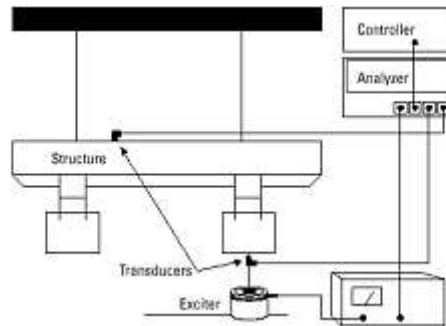 Controller
Analyzer
Structure
Transducers
Exciter